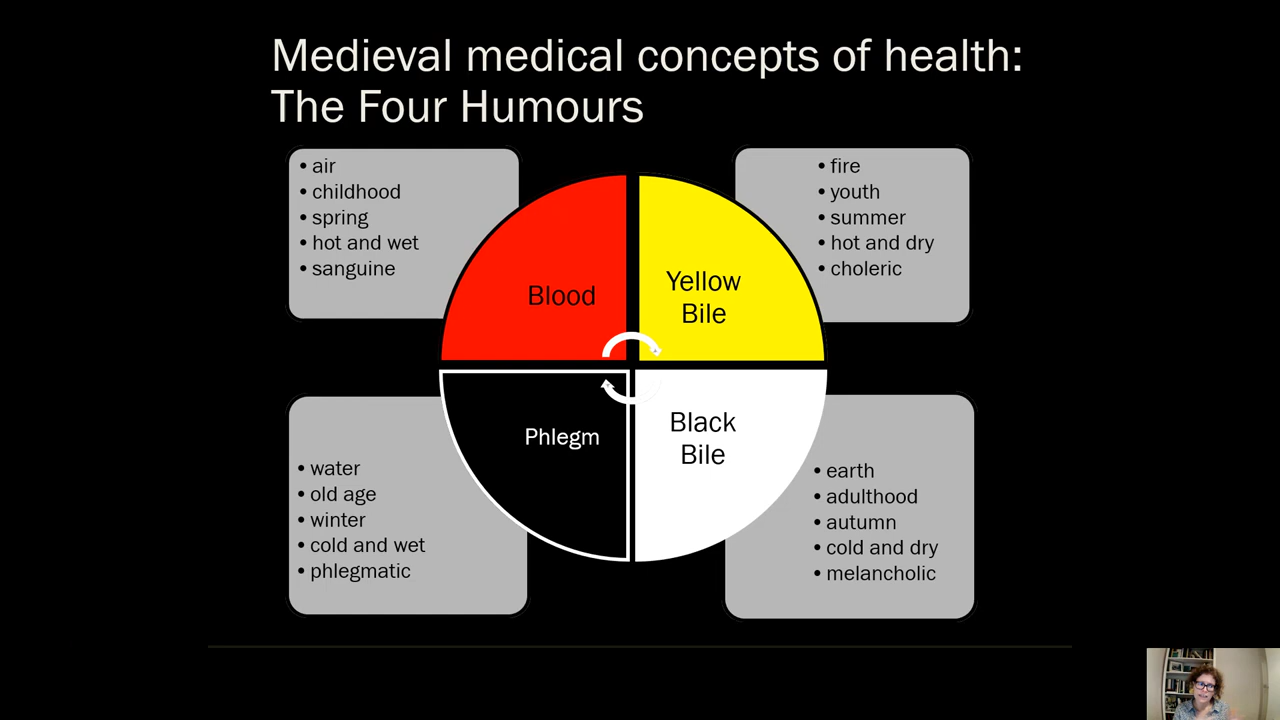 Medieval medical concepts of health:
The Four Humours
• air
• childhood
• spring
• hot and wet
• sanguine
• fire
• youth
• summer
• hot and dry
• choleric
Blood
Yellow
Bile
Phlegm
Black
Bile
• water
• old age
• winter
• cold and wet
• phlegmatic
• earth
• adulthood
• autumn
• cold and dry
• melancholic